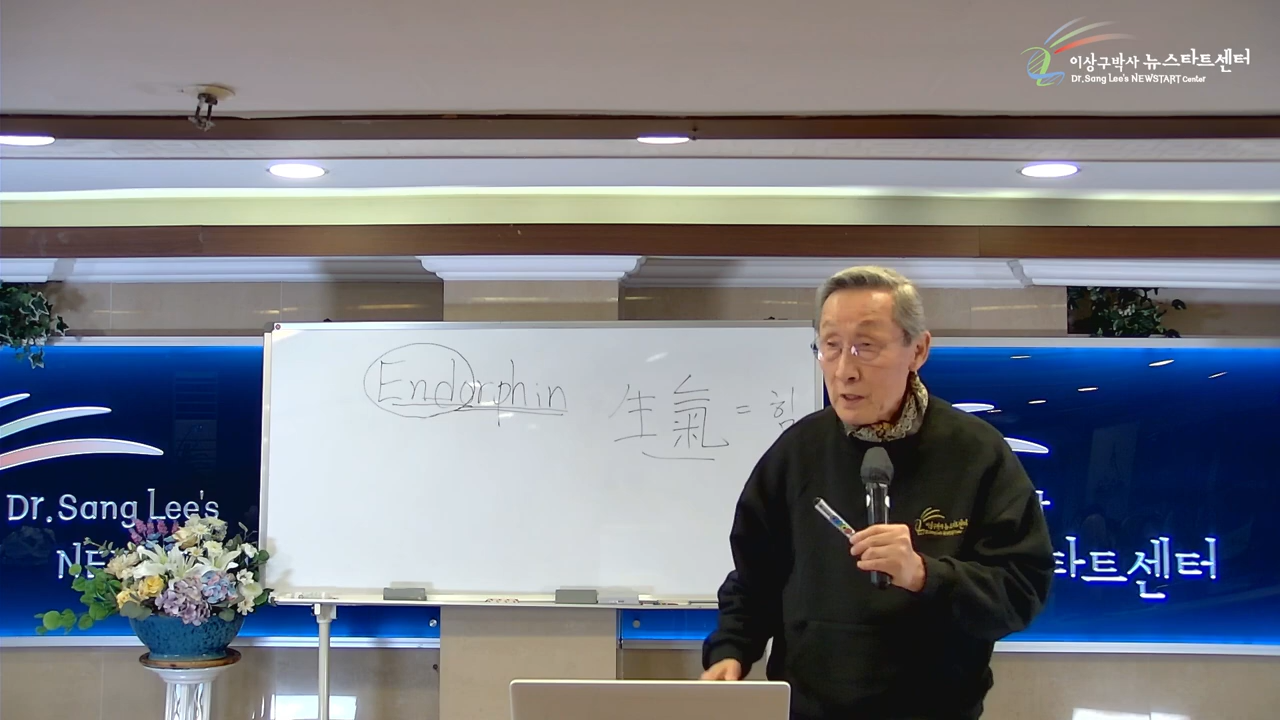 이상구박사 뉴스타트센터
Dr. Sang Lee's NEWSTART Center
Endorphin
生氣 = 힘
Dr. Sang Lee's
NE
타트센터